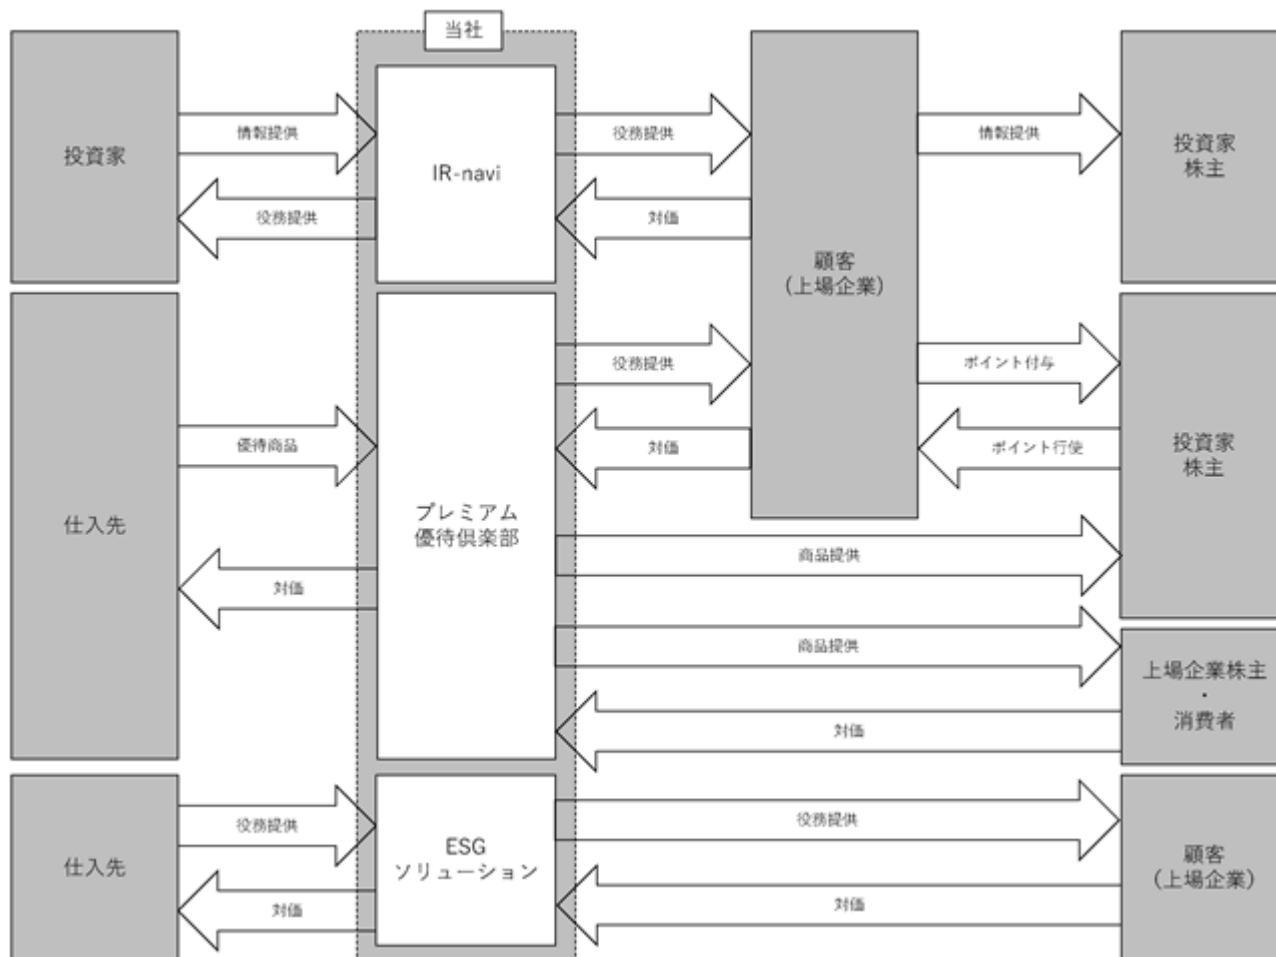 当社
投資家
情報提供
役務提供
IR-navi
役務提供
対価
顧客
(上場企業)
情報提供
投資家
株主
仕入先
優待商品
対価
プレミアム
優待倶楽部
役務提供
対価
ポイント付与
ポイント行使
投資家
株主
商品提供
商品提供
対価
上場企業株主
・
消費者
仕入先
役務提供
対価
ESG
ソリューション
役務提供
対価
顧客
(上場企業)